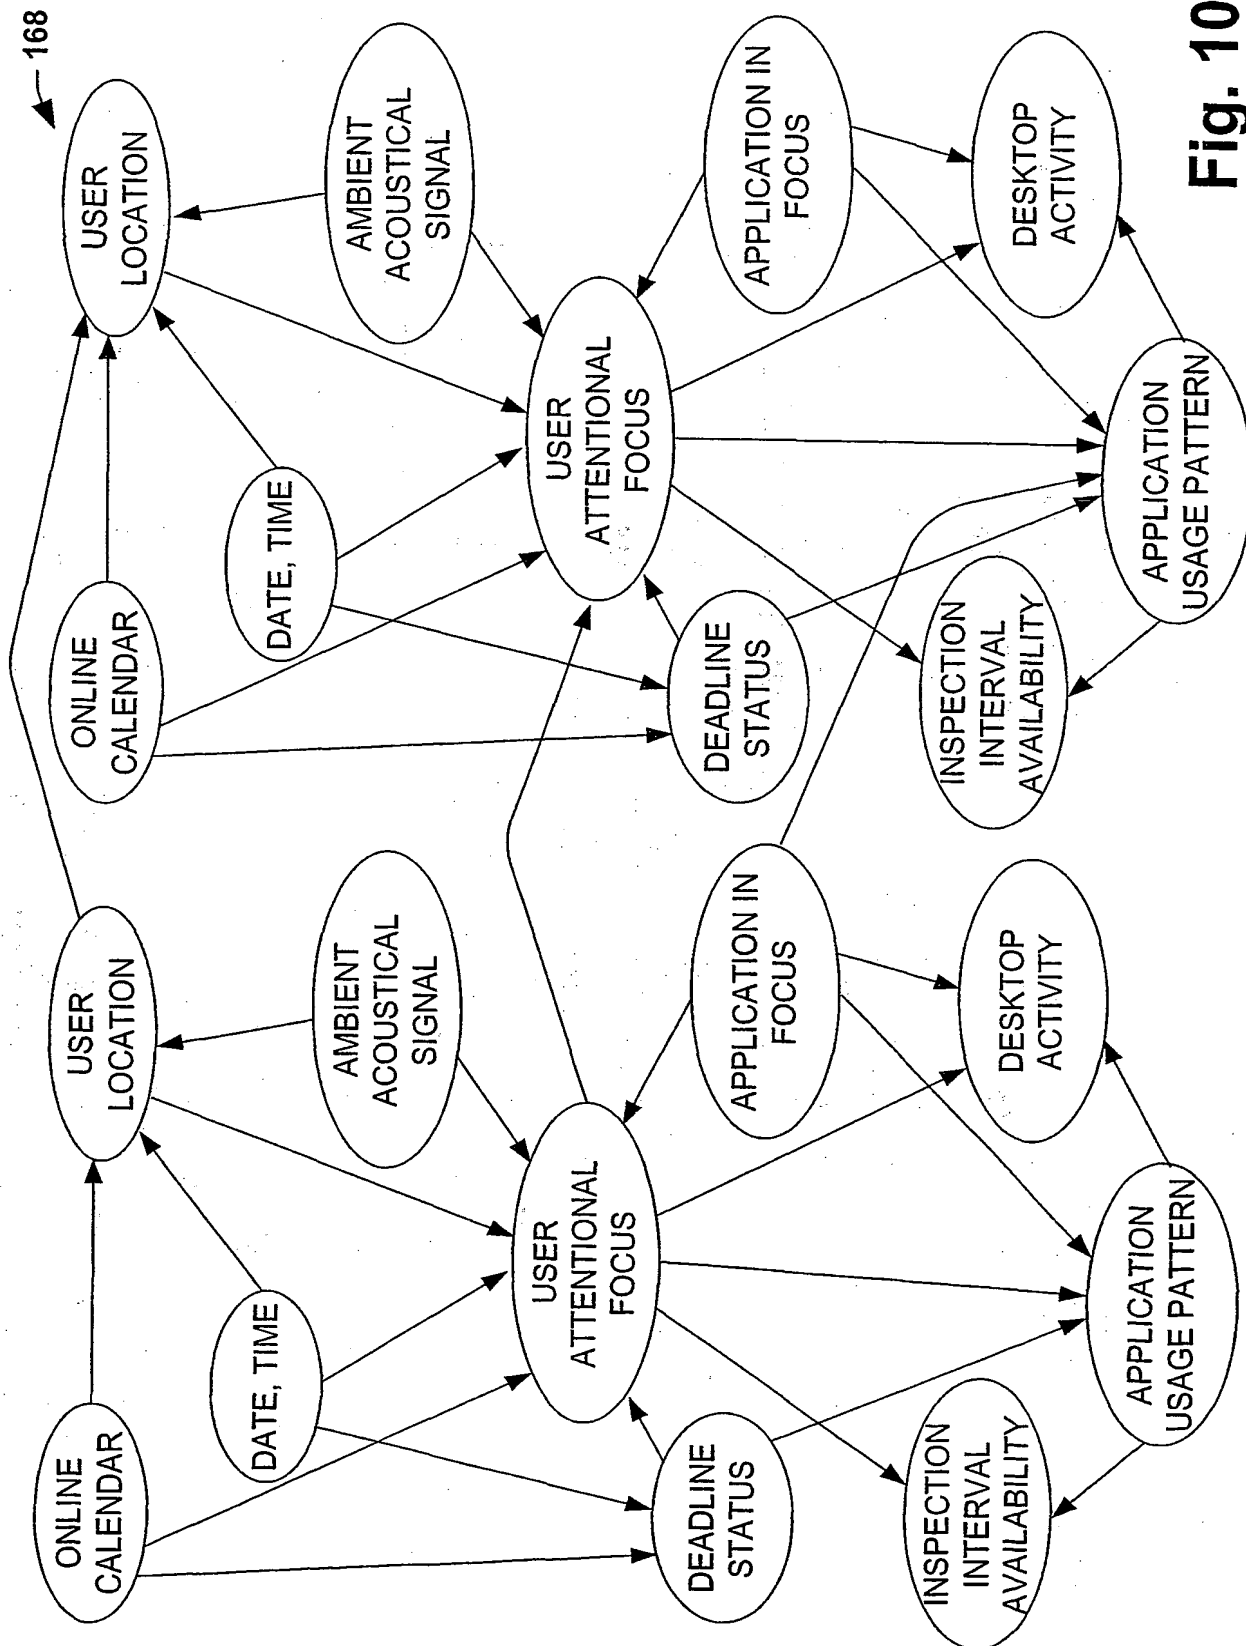 168
ONLINE
CALENDAR
USER
LOCATION
DATE, TIME
AMBIENT
ACOUSTICAL
SIGNAL
USER
ATTENTIONAL
FOCUS
DEADLINE
STATUS
APPLICATION IN
FOCUS
INSPECTION
INTERVAL
AVAILABILITY
DESKTOP
ACTIVITY
APPLICATION
USAGE PATTERN
ONLINE
CALENDAR
USER
LOCATION
DATE, TIME
AMBIENT
ACOUSTICAL
SIGNAL
USER
ATTENTIONAL
FOCUS
DEADLINE
STATUS
APPLICATION IN
FOCUS
INSPECTION
INTERVAL
AVAILABILITY
DESKTOP
ACTIVITY
APPLICATION
USAGE PATTERN
Fig. 10